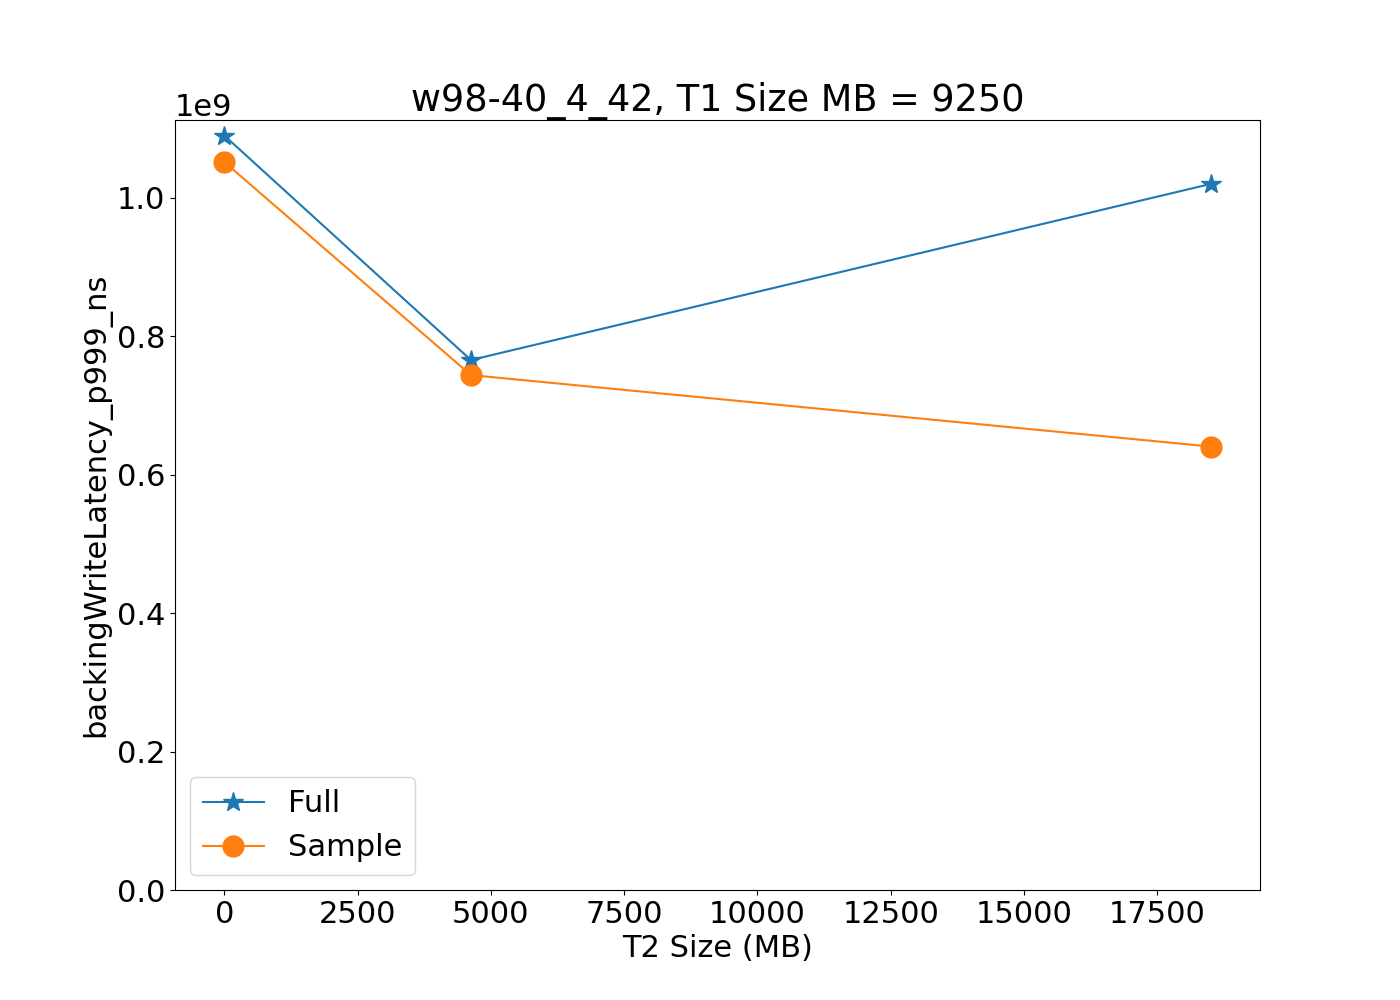 w98-40_4_42, T1 Size MB = 9250
1e9
1.0
0.8
0.6
0.4
0.2
0.0
backingWriteLatency_p999_ns
Full
Sample
0 2500 5000 7500 10000 12500 15000 17500
T2 Size (MB)